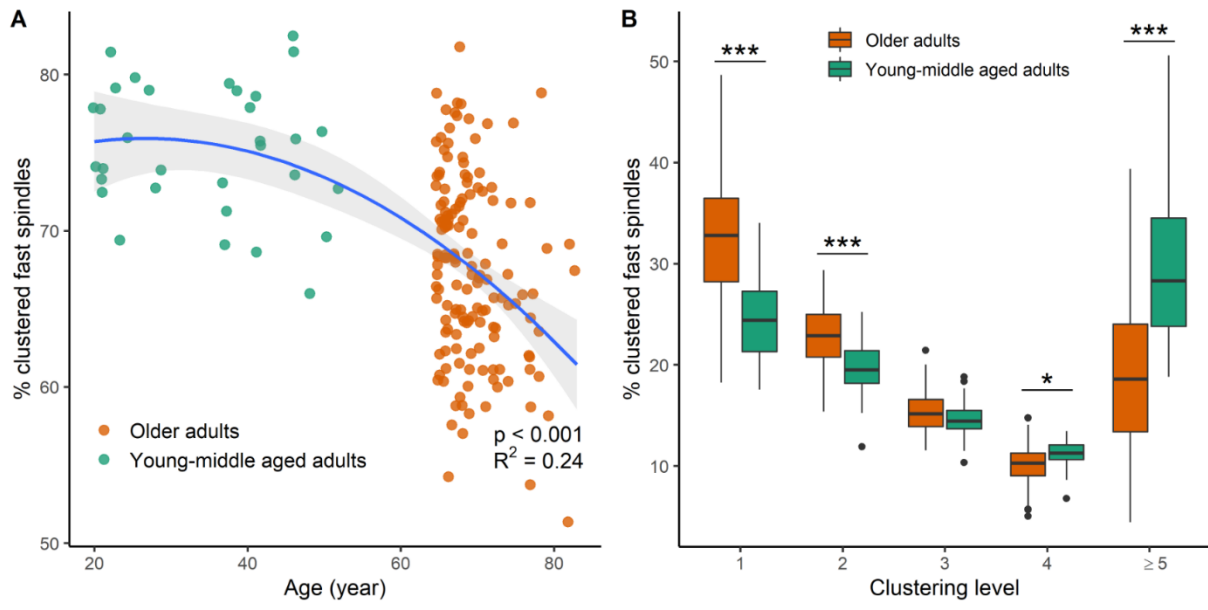 A
% clustered fast spindles
80
70
60
50
Older adults
Young-middle aged adults
p < 0.001
R² = 0.24
20
40
60
80
Age (year)
B
% clustered fast spindles
50
40
30
20
10
Older adults
Young-middle aged adults
***
***
*
***
1
2
3
4
≥ 5
Clustering level